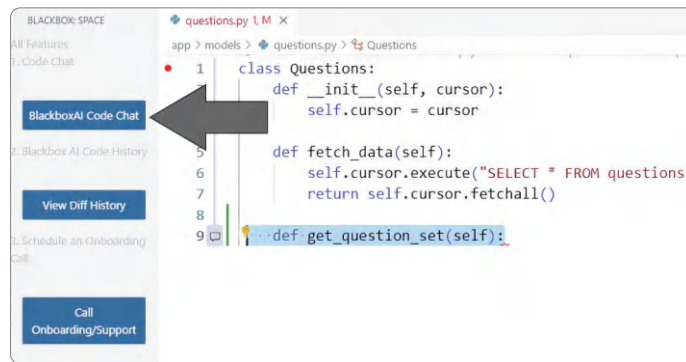 BLACKBOX: SPACE
All Features
1. Code Chat
BlackboxAI Code Chat
2. Blackbox AI Code History
View Diff History
3. Schedule an Onboarding
Call
Call
Onboarding/Support
questions.py 1, M ×
app > models > questions.py > Questions
1 class Questions:
def __init__(self, cursor):
self.cursor = cursor
5 def fetch_data(self):
6 self.cursor.execute("SELECT * FROM questions
7 return self.cursor.fetchall()
8
9 def get_question_set(self):